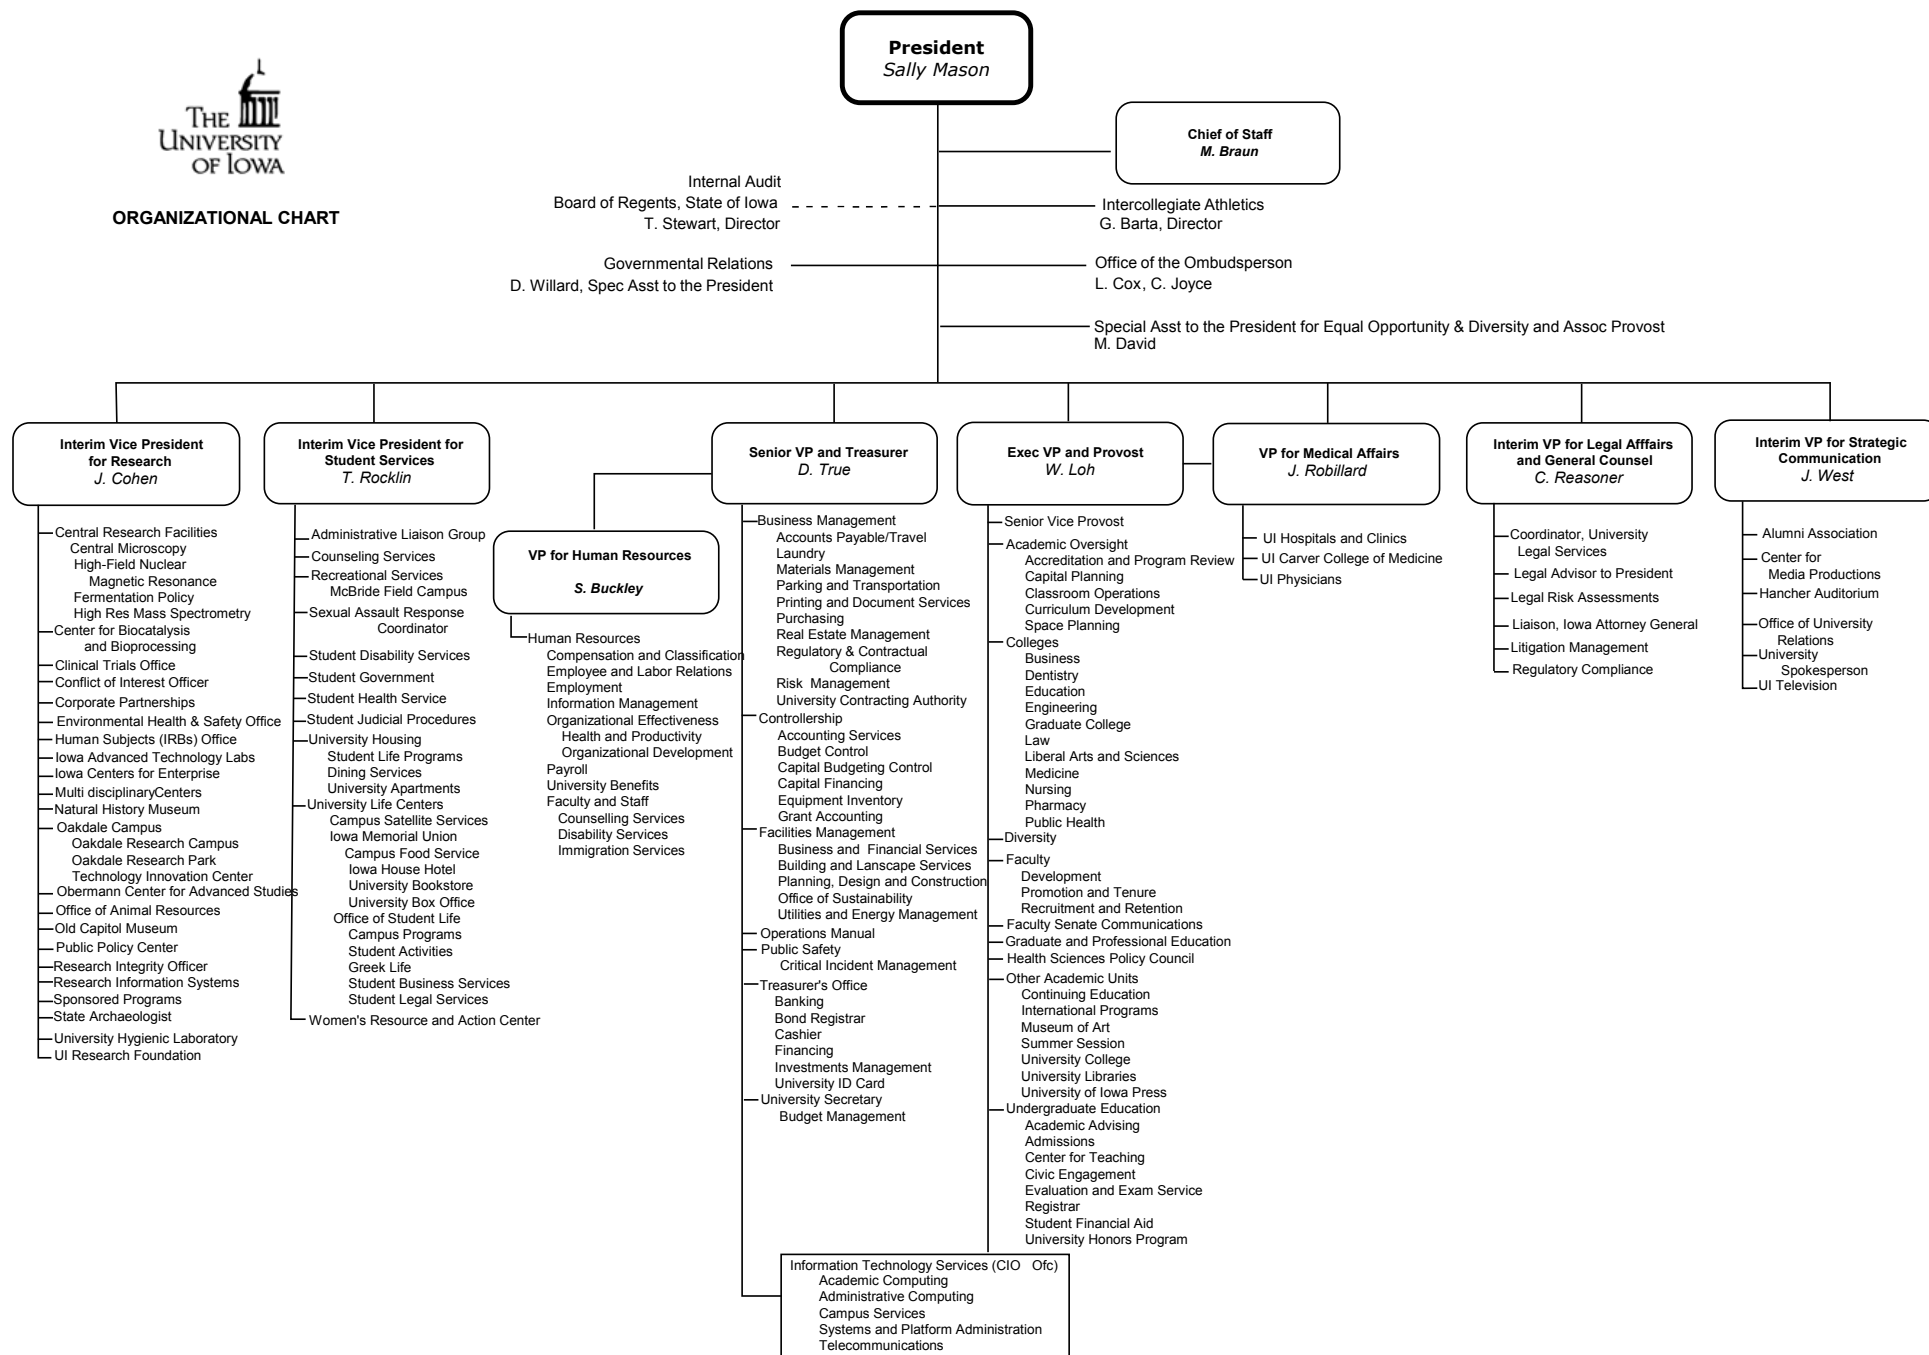 President
Sally Mason
THE
UNIVERSITY
OF IOWA
ORGANIZATIONAL CHART
Chief of Staff
M. Braun
Internal Audit
Board of Regents, State of Iowa
T. Stewart, Director
Intercollegiate Athletics
G. Barta, Director
Governmental Relations
D. Willard, Spec Asst to the President
Office of the Ombudsperson
L. Cox, C. Joyce
Special Asst to the President for Equal Opportunity & Diversity and Assoc Provost
M. David
Interim Vice President
for Research
J. Cohen
Central Research Facilities
Central Microscopy
High-Field Nuclear
Magnetic Resonance
Fermentation Policy
High Res Mass Spectrometry
Center for Biocatalysis
and Bioprocessing
Clinical Trials Office
Conflict of Interest Officer
Corporate Partnerships
Environmental Health & Safety Office
Human Subjects (IRBs) Office
Iowa Advanced Technology Labs
Iowa Centers for Enterprise
Multi disciplinaryCenters
Natural History Museum
Oakdale Campus
Oakdale Research Campus
Oakdale Research Park
Technology Innovation Center
Obermann Center for Advanced Studies
Office of Animal Resources
Old Capitol Museum
Public Policy Center
Research Integrity Officer
Research Information Systems
Sponsored Programs
State Archaeologist
University Hygienic Laboratory
UI Research Foundation
Interim Vice President for
Student Services
T. Rocklin
Administrative Liaison Group
Counseling Services
Recreational Services
McBride Field Campus
Sexual Assault Response
Coordinator
Student Disability Services
Student Government
Student Health Service
Student Judicial Procedures
University Housing
Student Life Programs
Dining Services
University Apartments
University Life Centers
Campus Satellite Services
Iowa Memorial Union
Campus Food Service
Iowa House Hotel
University Bookstore
University Box Office
Office of Student Life
Campus Programs
Student Activities
Greek Life
Student Business Services
Student Legal Services
Women's Resource and Action Center
VP for Human Resources
S. Buckley
Human Resources
Compensation and Classification
Employee and Labor Relations
Employment
Information Management
Organizational Effectiveness
Health and Productivity
Organizational Development
Payroll
University Benefits
Faculty and Staff
Counselling Services
Disability Services
Immigration Services
Senior VP and Treasurer
D. True
Business Management
Accounts Payable/Travel
Laundry
Materials Management
Parking and Transportation
Printing and Document Services
Purchasing
Real Estate Management
Regulatory & Contractual
Compliance
Risk Management
University Contracting Authority
Controllership
Accounting Services
Budget Control
Capital Budgeting Control
Capital Financing
Equipment Inventory
Grant Accounting
Facilities Management
Business and Financial Services
Building and Lanscape Services
Planning, Design and Construction
Office of Sustainability
Utilities and Energy Management
Operations Manual
Public Safety
Critical Incident Management
Treasurer's Office
Banking
Bond Registrar
Cashier
Financing
Investments Management
University ID Card
University Secretary
Budget Management
Exec VP and Provost
W. Loh
Senior Vice Provost
Academic Oversight
Accreditation and Program Review
Capital Planning
Classroom Operations
Curriculum Development
Space Planning
Colleges
Business
Dentistry
Education
Engineering
Graduate College
Law
Liberal Arts and Sciences
Medicine
Nursing
Pharmacy
Public Health
Diversity
Faculty
Development
Promotion and Tenure
Recruitment and Retention
Faculty Senate Communications
Graduate and Professional Education
Health Sciences Policy Council
Other Academic Units
Continuing Education
International Programs
Museum of Art
Summer Session
University College
University Libraries
University of Iowa Press
Undergraduate Education
Academic Advising
Admissions
Center for Teaching
Civic Engagement
Evaluation and Exam Service
Registrar
Student Financial Aid
University Honors Program
Information Technology Services (CIO Ofc)
Academic Computing
Administrative Computing
Campus Services
Systems and Platform Administration
Telecommunications
VP for Medical Affairs
J. Robillard
UI Hospitals and Clinics
UI Carver College of Medicine
UI Physicians
Interim VP for Legal Afffairs
and General Counsel
C. Reasoner
Coordinator, University
Legal Services
Legal Advisor to President
Legal Risk Assessments
Liaison, Iowa Attorney General
Litigation Management
Regulatory Compliance
Interim VP for Strategic
Communication
J. West
Alumni Association
Center for
Media Productions
Hancher Auditorium
Office of University
Relations
University
Spokesperson
UI Television